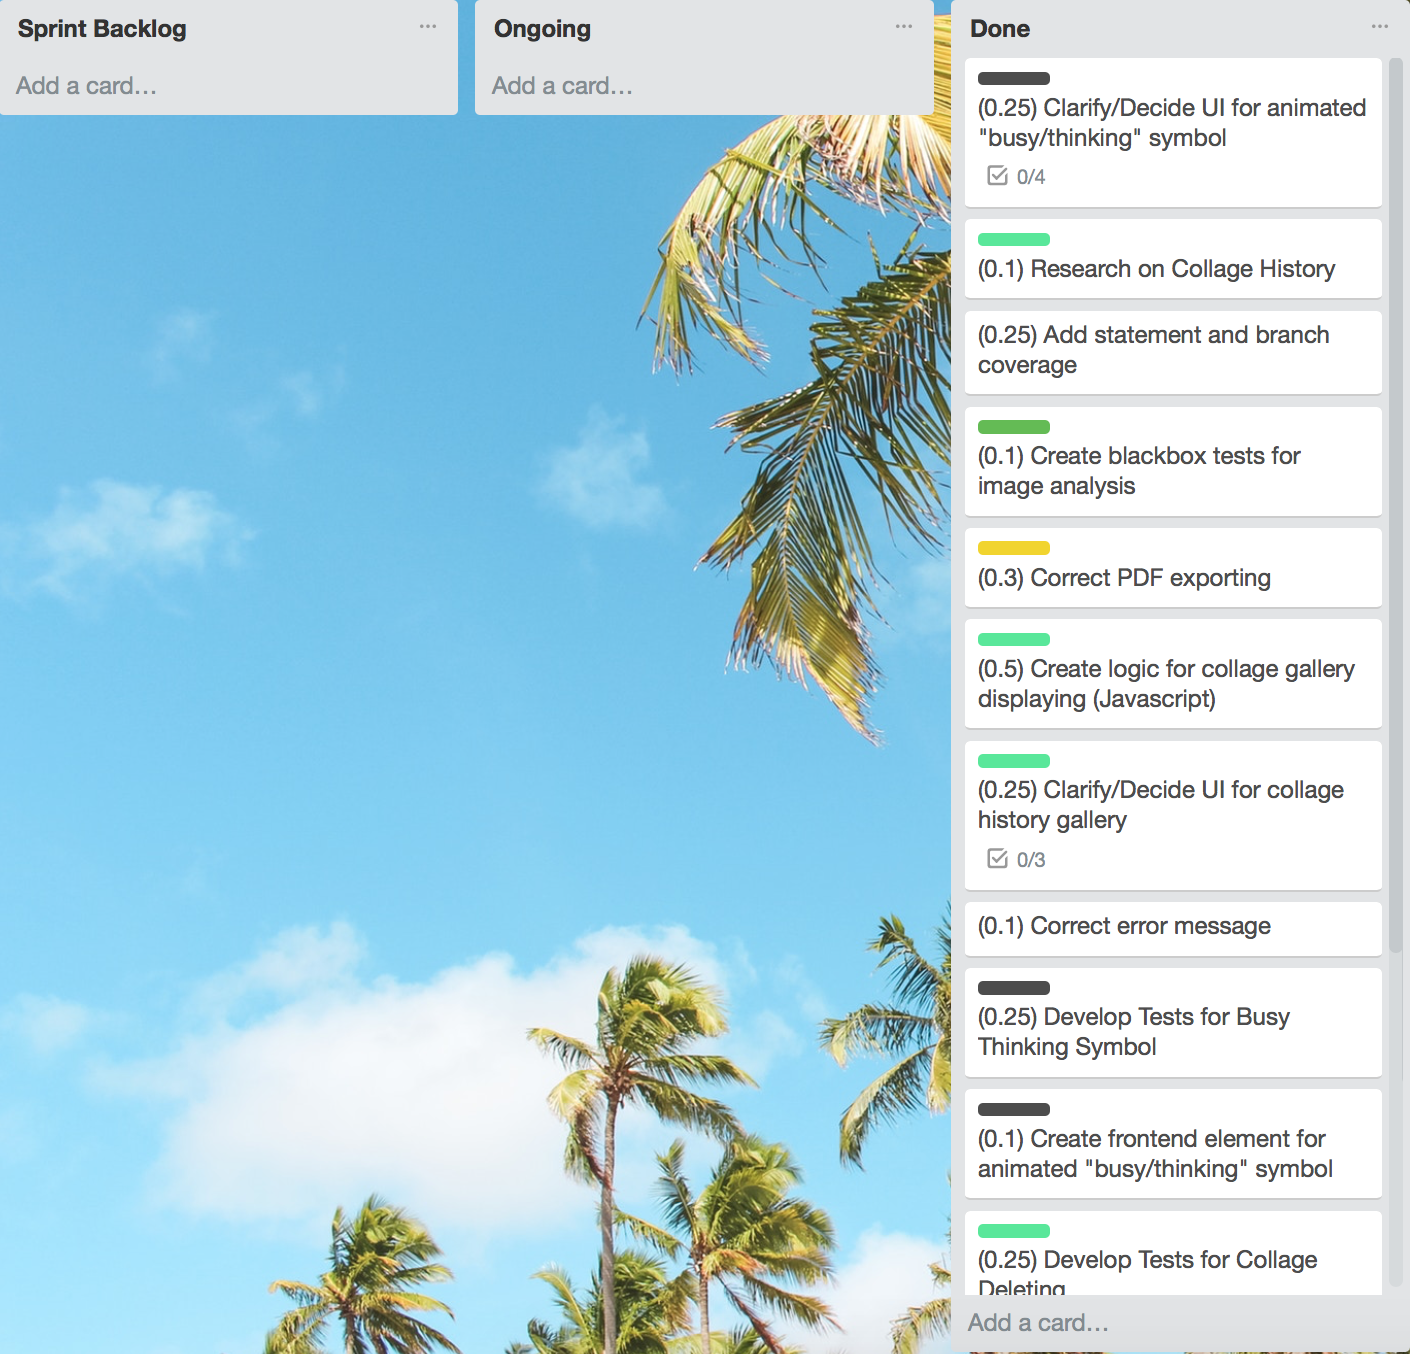 Sprint Backlog
Add a card...
Ongoing
Add a card...
Done
(0.25) Clarify/Decide UI for animated
"busy/thinking" symbol
0/4
(0.1) Research on Collage History
(0.25) Add statement and branch
coverage
(0.1) Create blackbox tests for
image analysis
(0.3) Correct PDF exporting
(0.5) Create logic for collage gallery
displaying (Javascript)
(0.25) Clarify/Decide UI for collage
history gallery
0/3
(0.1) Correct error message
(0.25) Develop Tests for Busy
Thinking Symbol
(0.1) Create frontend element for
animated "busy/thinking" symbol
(0.25) Develop Tests for Collage
Deleting
Add a card...